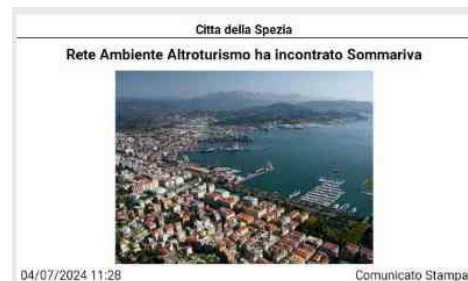 Citta della Spezia
Rete Ambiente Altroturismo ha incontrato Sommariva
04/07/2024 11:28 Comunicato Stampa